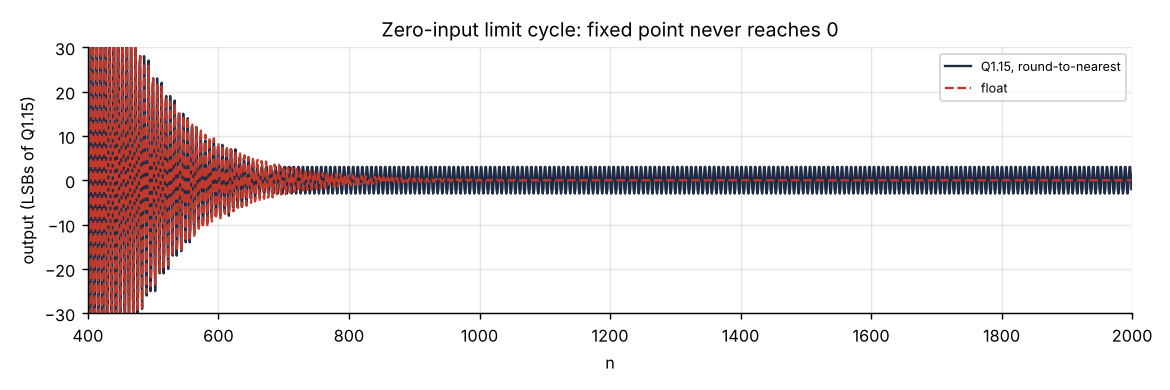 Zero-input limit cycle: fixed point never reaches 0
output (LSBs of Q1.15)
30
20
10
0
−10
−20
−30
Q1.15, round-to-nearest
float
400 600 800 1000 1200 1400 1600 1800 2000
n